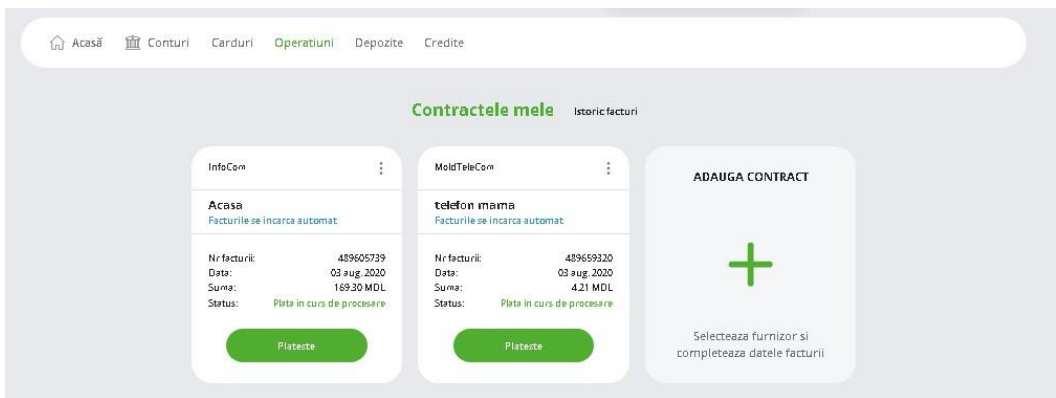 Acasă Conturi Carduri Operatiuni Depozite Credite
Contractele mele Istoric facturi
InfoCom
Acasa
Facturile se incarca automat
Nr facturii: 489605739
Data: 03 aug. 2020
Suma: 169.30 MDL
Status: Plata in curs de procesare
Plateste
MoldTeleCom
telefon mama
Facturile se incarca automat
Nr facturii: 489659320
Data: 03 aug. 2020
Suma: 4.21 MDL
Status: Plata in curs de procesare
Plateste
ADAUGA CONTRACT
Selecteaza furnizor si
completeaza datele facturii